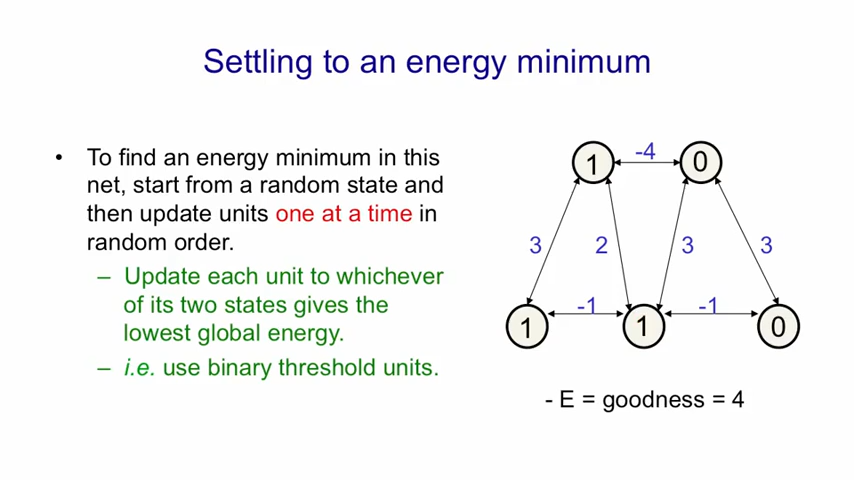 Settling to an energy minimum
• To find an energy minimum in this
net, start from a random state and
then update units one at a time in
random order.
– Update each unit to whichever
of its two states gives the
lowest global energy.
– i.e. use binary threshold units.
1 -4 0
3 2 3 3
-1 -1
1 1 0
- E = goodness = 4